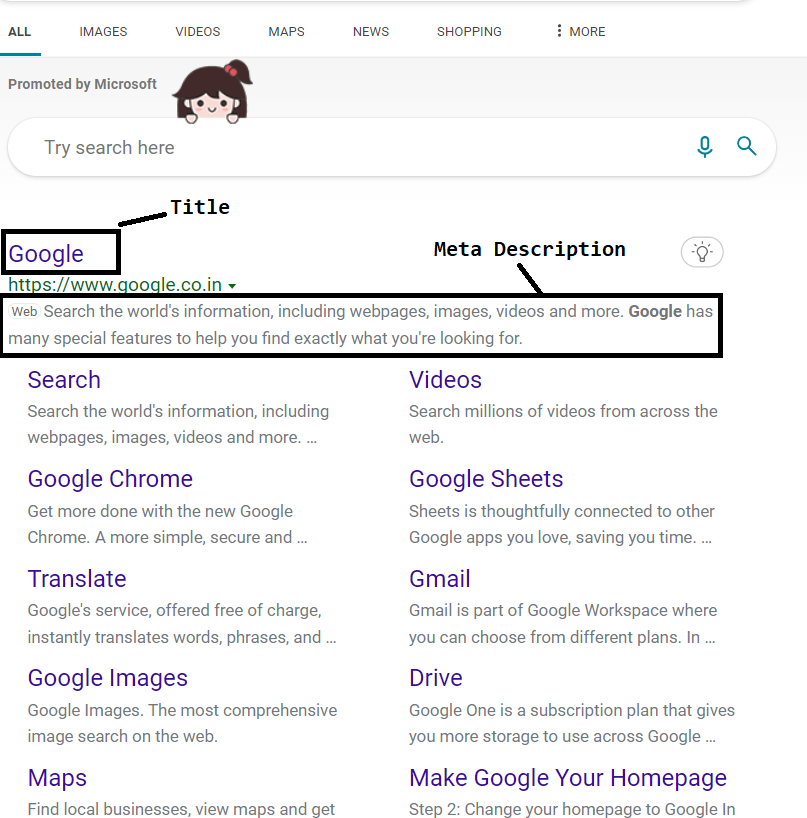 ALL IMAGES VIDEOS MAPS NEWS SHOPPING MORE
Promoted by Microsoft
Try search here
Title
Google
Meta Description
https://www.google.co.in
Web Search the world's information, including webpages, images, videos and more. Google has
many special features to help you find exactly what you're looking for.
Search
Search the world's information, including
webpages, images, videos and more. ...
Videos
Search millions of videos from across the
web.
Google Chrome
Get more done with the new Google
Chrome. A more simple, secure and ...
Google Sheets
Sheets is thoughtfully connected to other
Google apps you love, saving you time. ...
Translate
Google's service, offered free of charge,
instantly translates words, phrases, and ...
Gmail
Gmail is part of Google Workspace where
you can choose from different plans. In ...
Google Images
Google Images. The most comprehensive
image search on the web.
Drive
Google One is a subscription plan that gives
you more storage to use across Google ...
Maps
Find local businesses, view maps and get
Make Google Your Homepage
Step 2: Change your homepage to Google In